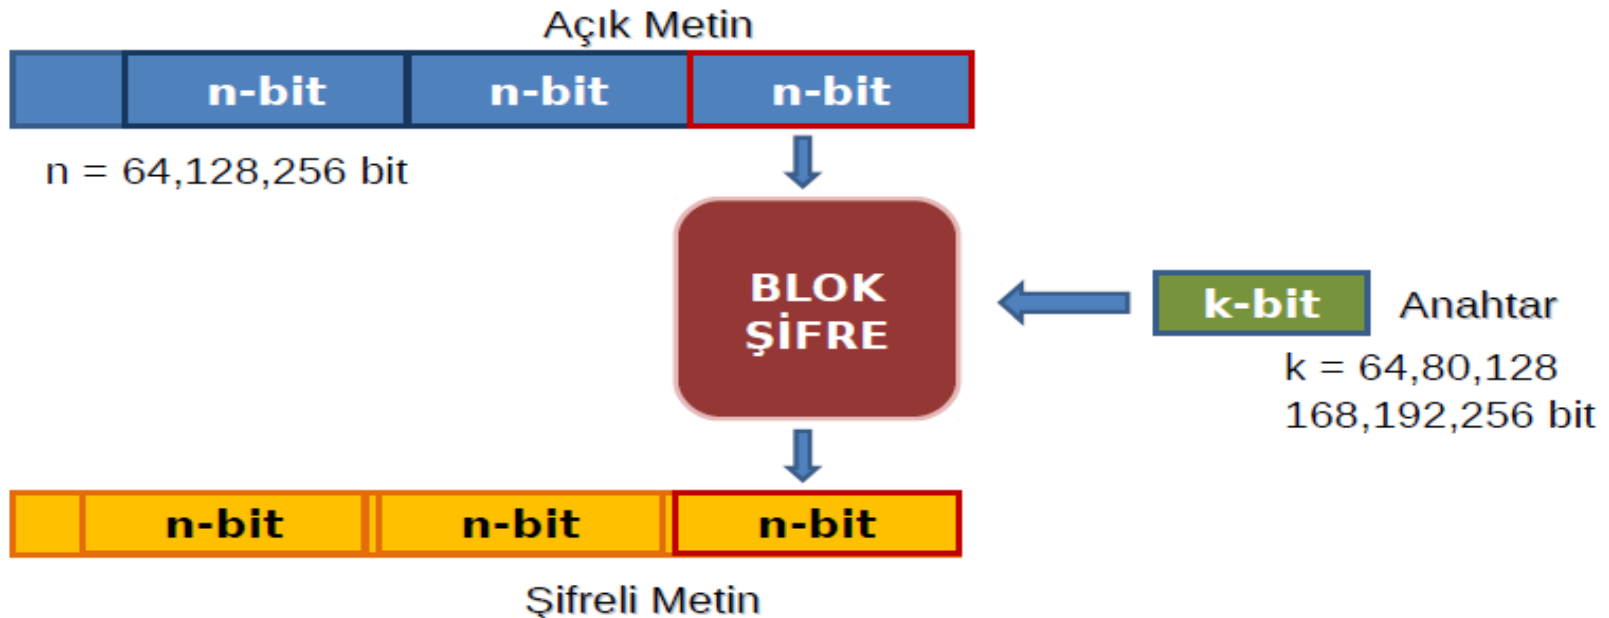 Açık Metin
n-bit n-bit n-bit
n = 64,128,256 bit
BLOK
ŞİFRE
k-bit Anahtar
k = 64,80,128
168,192,256 bit
n-bit n-bit n-bit
Şifreli Metin